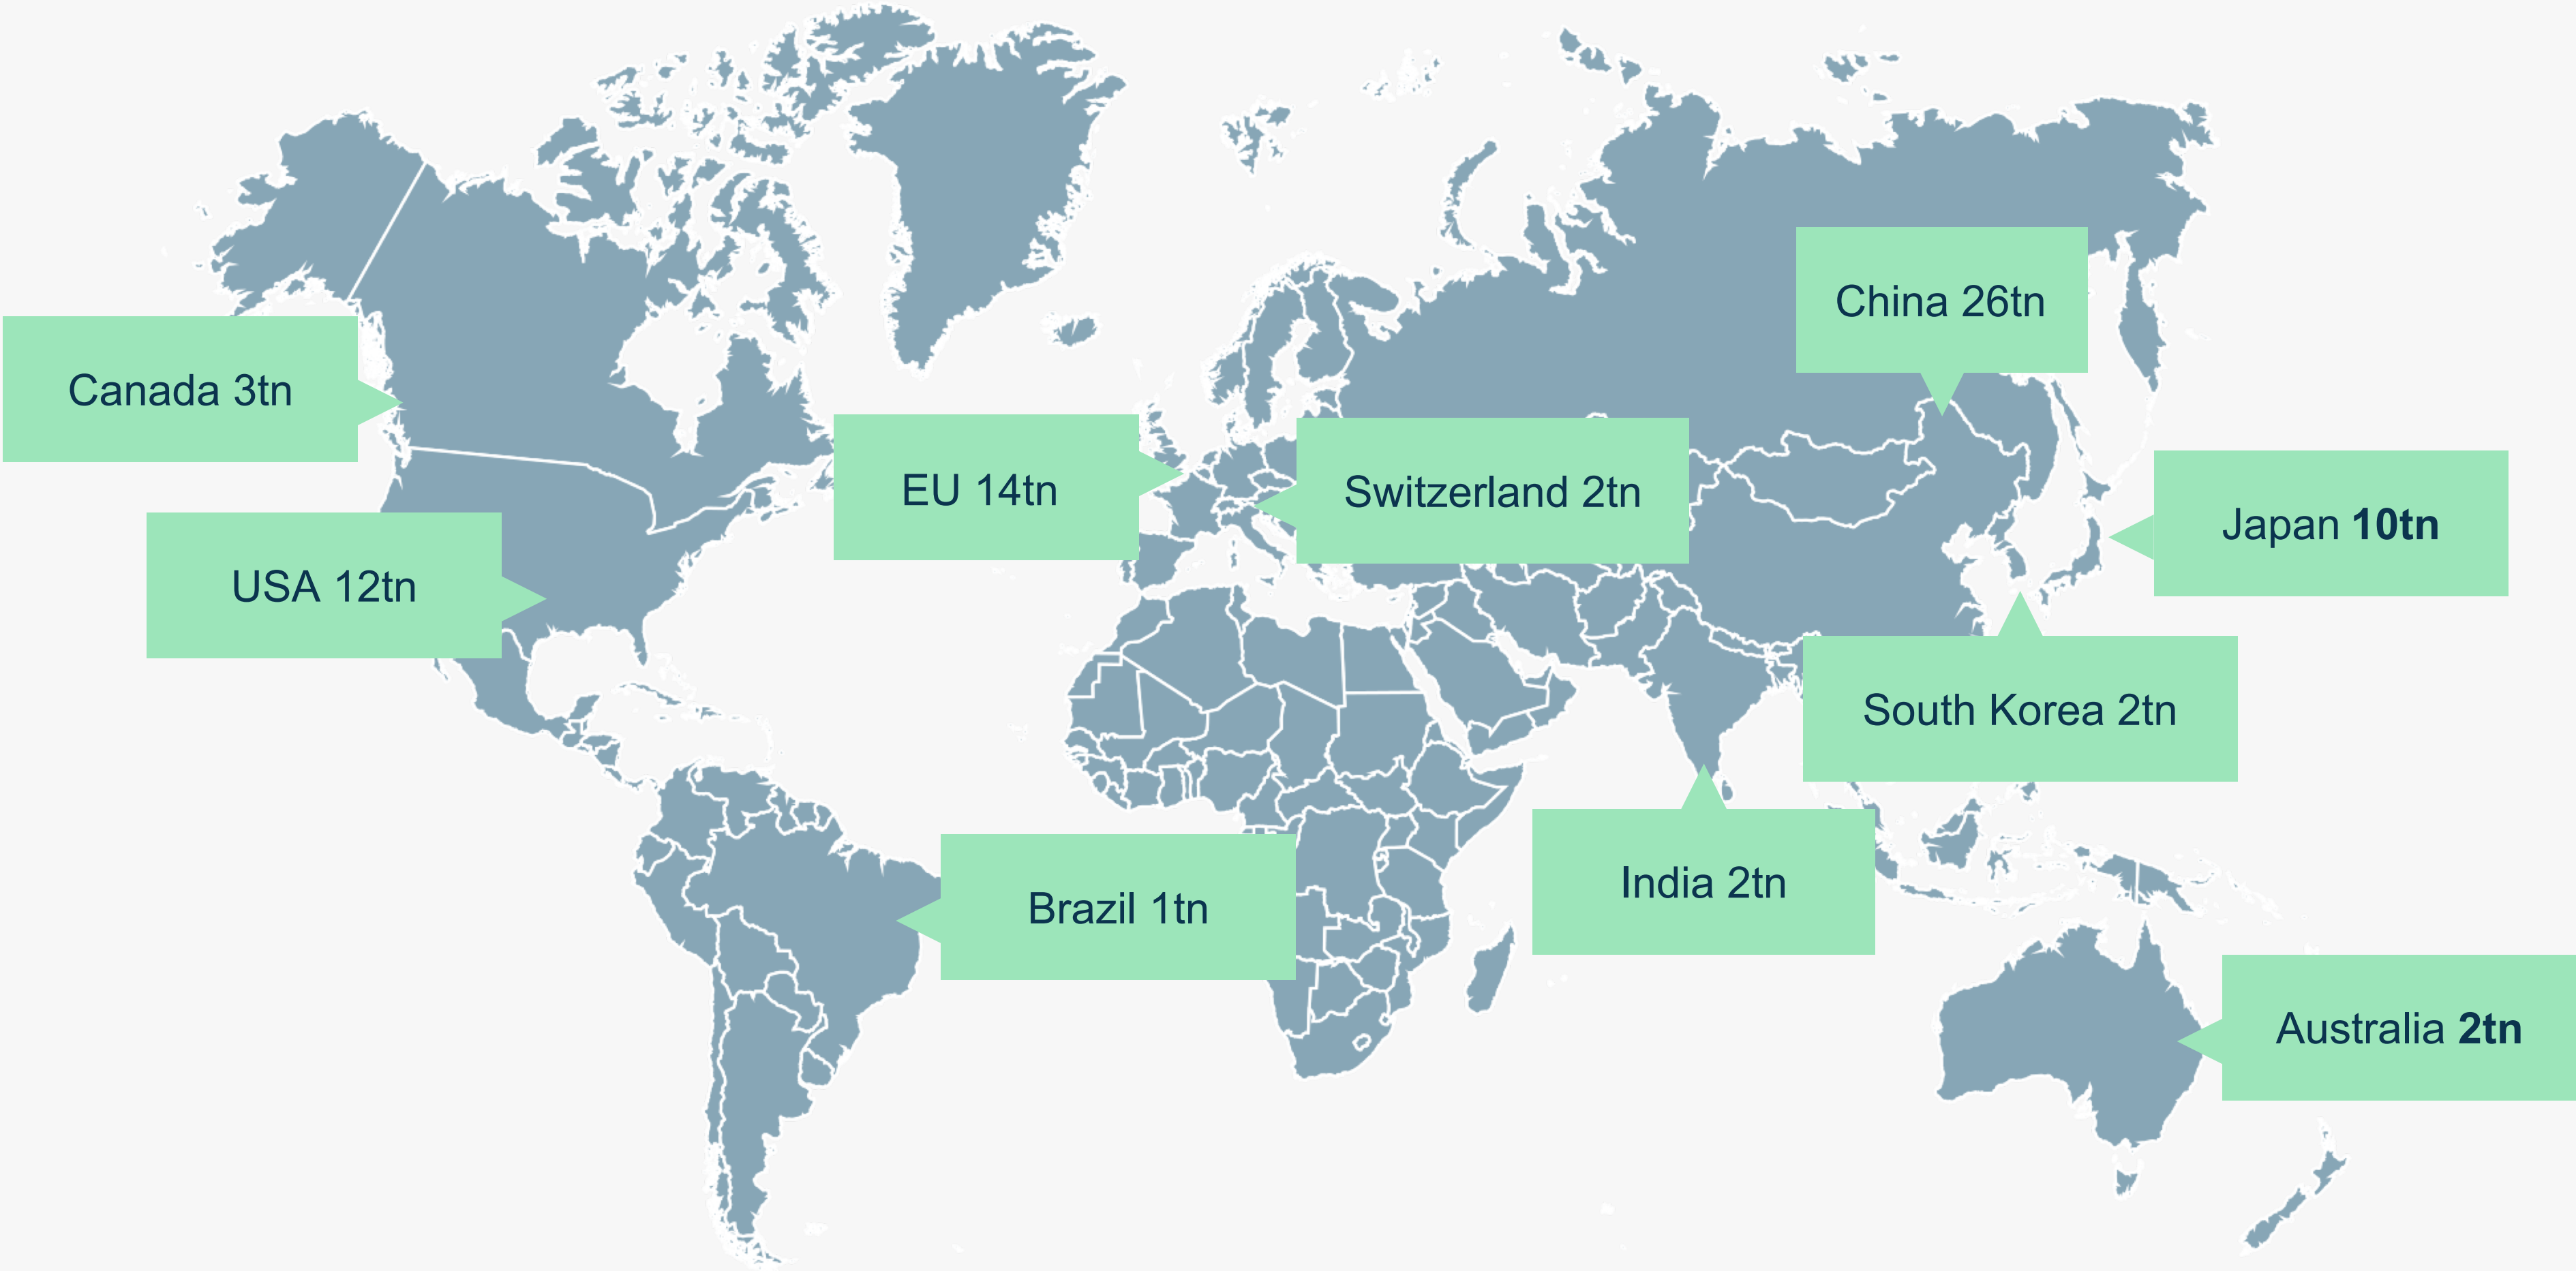 China 26tn
Canada 3tn
EU 14tn
Switzerland 2tn
Japan 10tn
USA 12tn
South Korea 2tn
India 2tn
Brazil 1tn
Australia 2tn